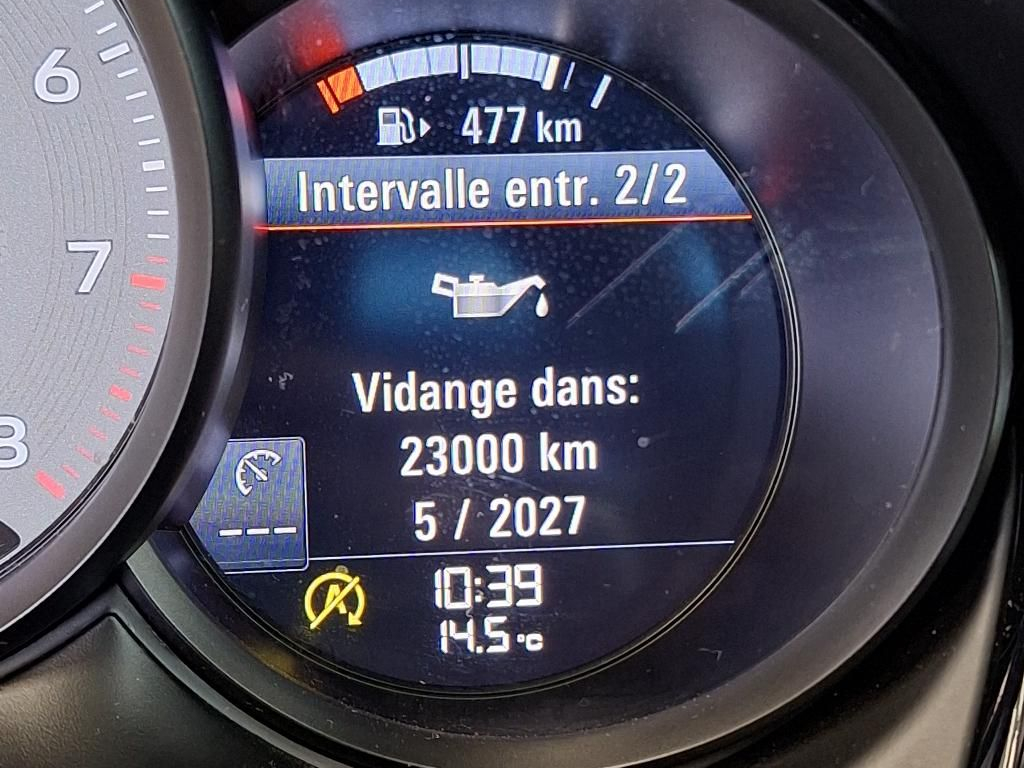 6
7
8
477 km
Intervalle entr. 2/2
Vidange dans:
23000 km
5 / 2027
---
A
10:39
14.5 °C